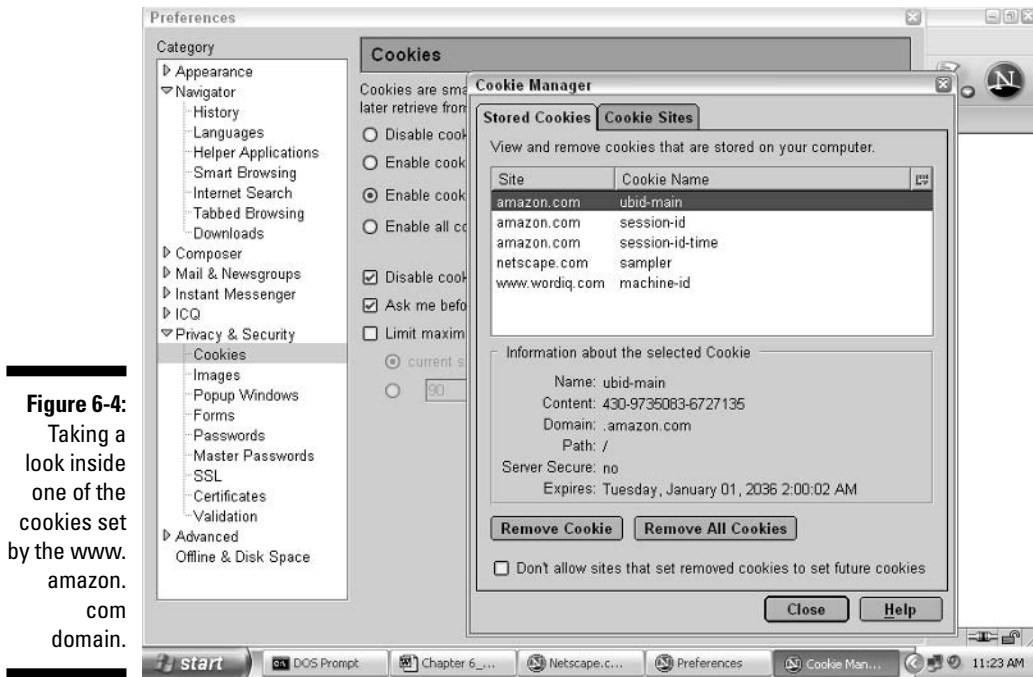 Preferences
Category
Appearance
Navigator
History
Languages
Helper Applications
Smart Browsing
Internet Search
Tabbed Browsing
Downloads
Composer
Mail & Newsgroups
Instant Messenger
ICQ
Privacy & Security
Cookies
Images
Popup Windows
Forms
Passwords
Master Passwords
SSL
Certificates
Validation
Advanced
Offline & Disk Space
Cookies
Cookies are sma
later retrieve from
Disable cook
Enable cook
Enable cook
Enable all co
Disable cook
Ask me befo
Limit maxim
current s
90
Cookie Manager
Stored Cookies Cookie Sites
View and remove cookies that are stored on your computer.
Site Cookie Name
amazon.com ubid-main
amazon.com session-id
amazon.com session-id-time
netscape.com sampler
www.wordiq.com machine-id
Information about the selected Cookie
Name: ubid-main
Content: 430-9735083-6727135
Domain: .amazon.com
Path: /
Server Secure: no
Expires: Tuesday, January 01, 2036 2:00:02 AM
Remove Cookie Remove All Cookies
Don't allow sites that set removed cookies to set future cookies
Close Help
N
start DOS Prompt Chapter 6_... Netscape.c... Preferences Cookie Man... 11:23 AM
Figure 6-4:
Taking a
look inside
one of the
cookies set
by the www.
amazon.
com
domain.